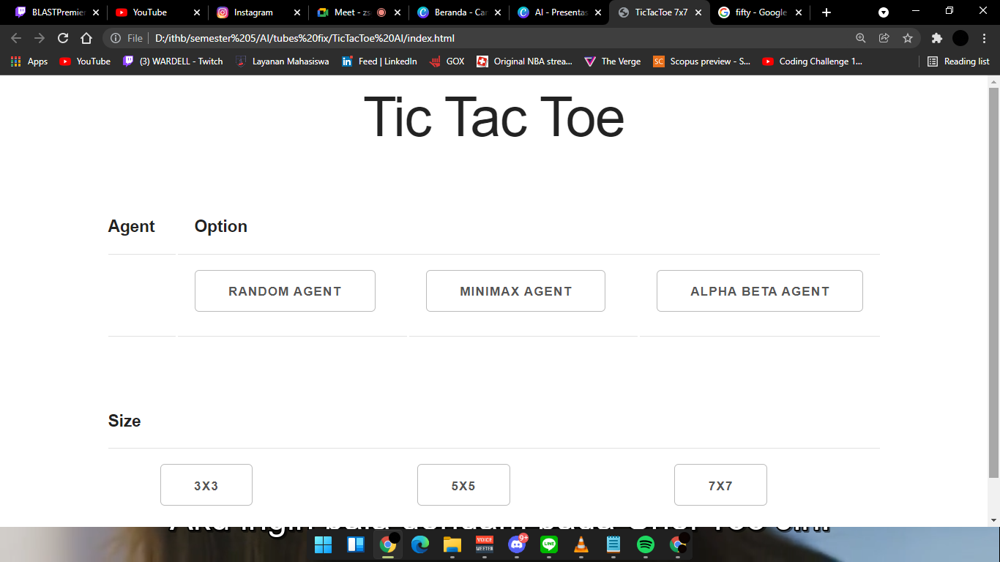 BLASTPremier
YouTube
Instagram
Meet - zs
Beranda - Car
AI - Presentas
TicTacToe 7x7
fifty - Google
File
D:/ithb/semester%205/AI/tubes%20fix/TicTacToe%20AI/index.html
Apps
YouTube
(3) WARDELL - Twitch
Layanan Mahasiswa
Feed | LinkedIn
GOX
Original NBA strea...
The Verge
SC
Scopus preview - S...
Coding Challenge 1...
Reading list
Tic Tac Toe
Agent Option
RANDOM AGENT MINIMAX AGENT ALPHA BETA AGENT
Size
3X3 5X5 7X7
VOICE
MEETER
9+
LINE